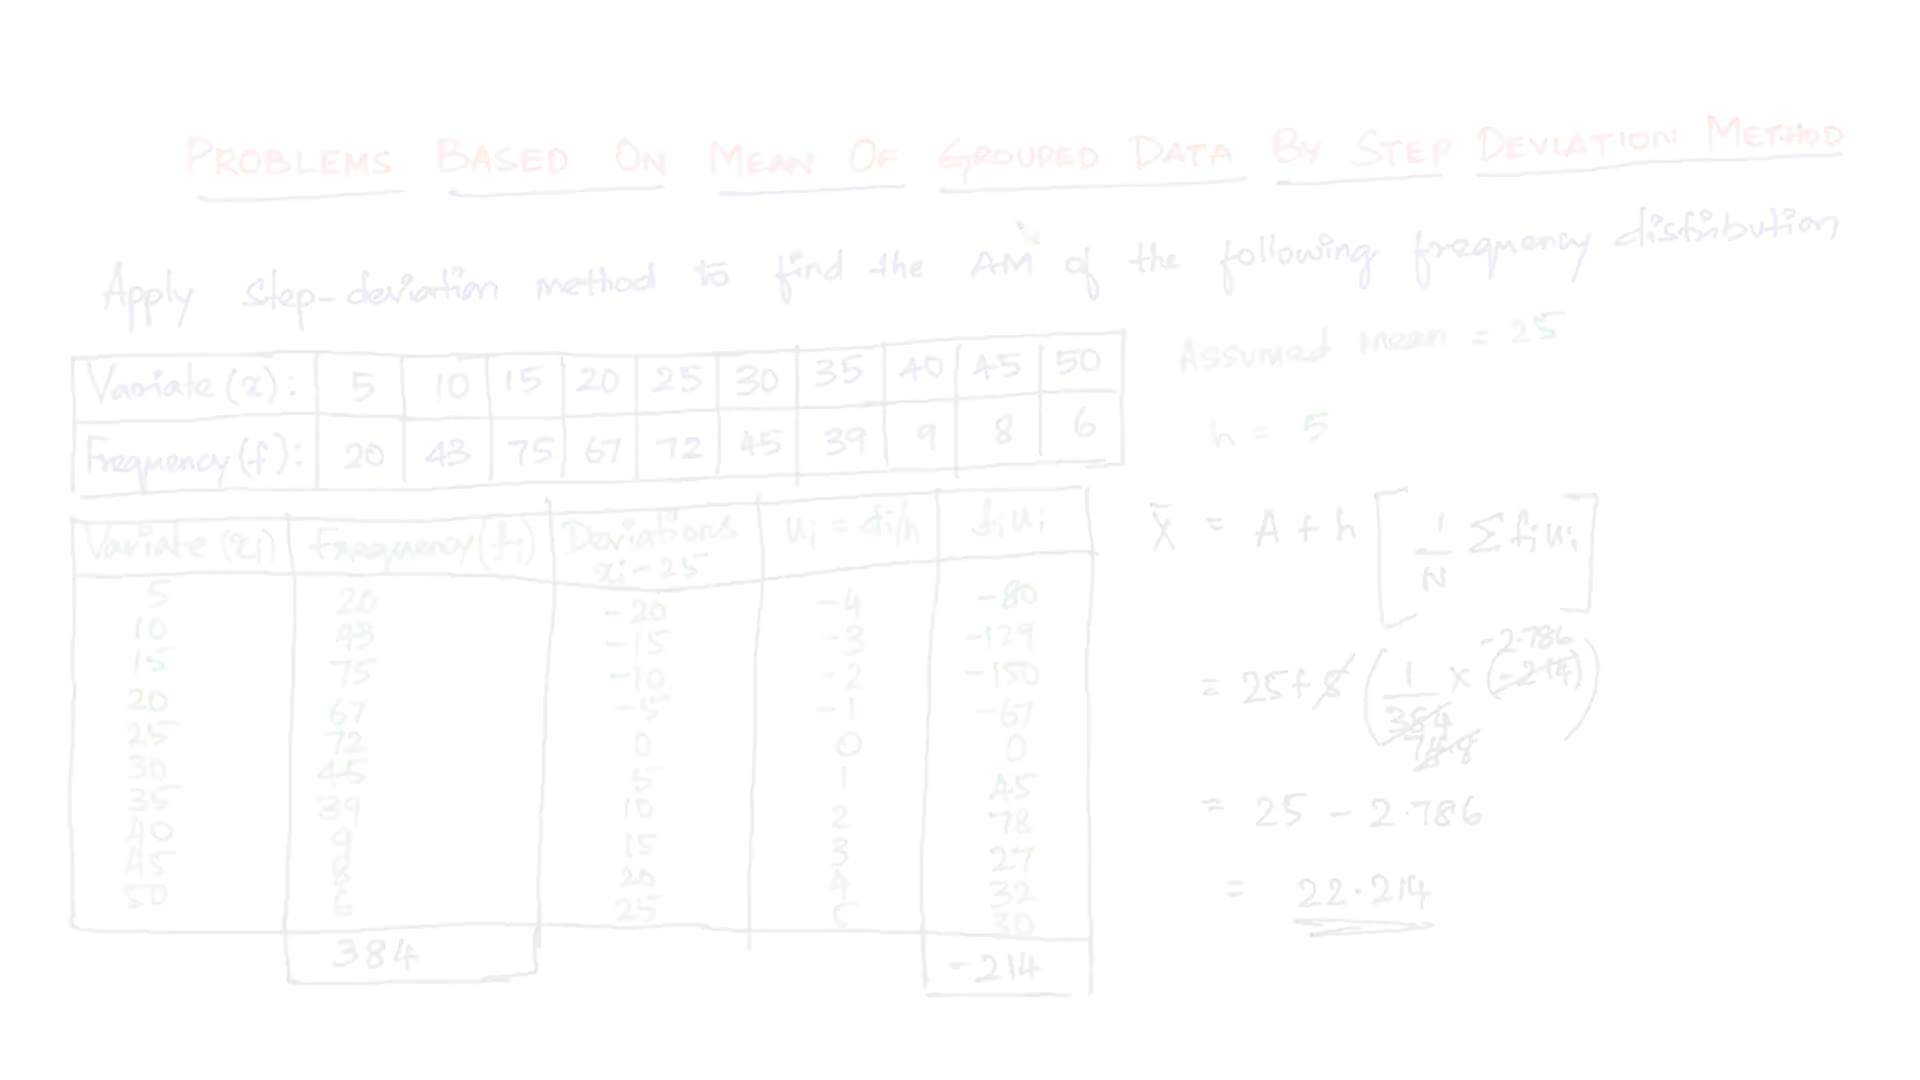 PROBLEMS BASED ON MEAN OF GROUPED DATA BY STEP DEVIATION METHOD
Apply step-deviation method to find the AM of the following frequency distribution
Variate (x): 5 10 15 20 25 30 35 40 45 50
Frequency (f): 20 43 75 67 72 45 39 9 8 6
Assumed mean = 25
h = 5
Variate (xi) frequency (fi) Deviations xi-25 ui = di/h fiui
5 20 -20 -4 -80
10 43 -15 -3 -129
15 75 -10 -2 -150
20 67 -5 -1 -67
25 72 0 0 0
30 45 5 1 45
35 39 10 2 78
40 9 15 3 27
45 8 20 4 32
50 6 25 5 30
384 -214
X̄ = A + h [ 1/N Σ fiui ]
-2.786
= 25 + 5 ( 1/384 × (-214) )
76.8
= 25 - 2.786
= 22.214